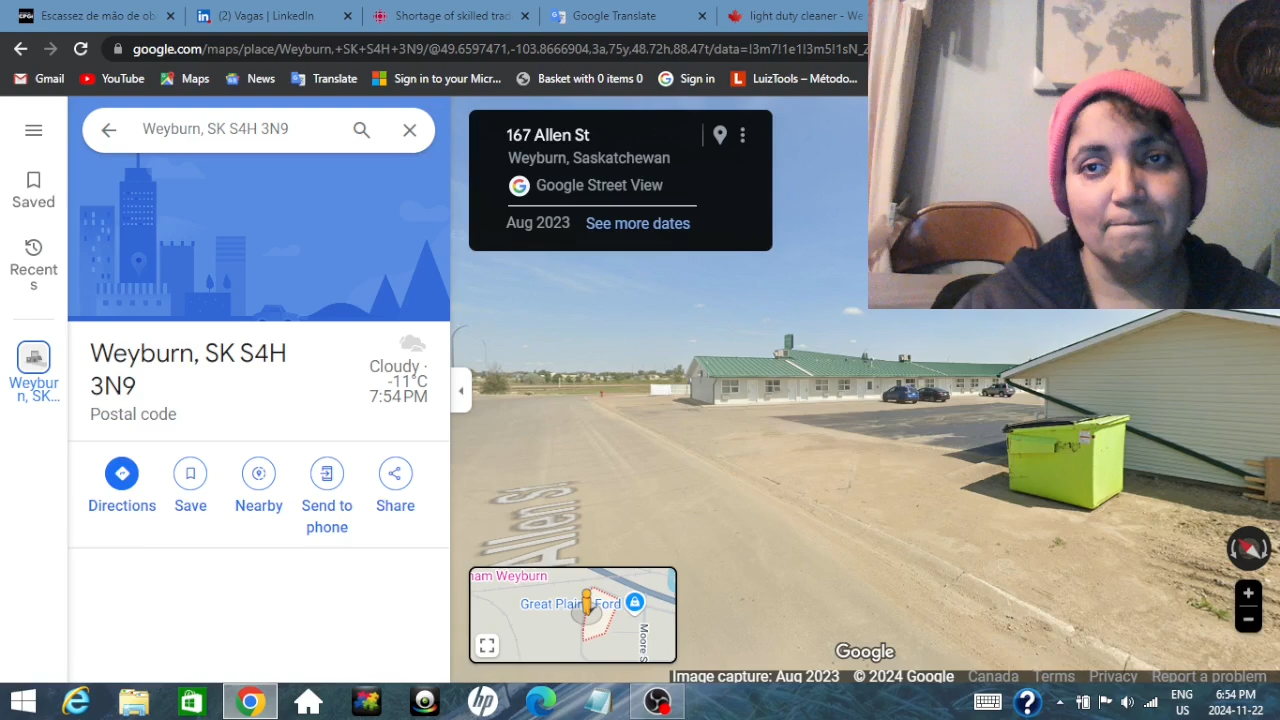 Escassez de mão de ob
(2) Vagas | LinkedIn
Shortage of skilled trad
Google Translate
light duty cleaner - We
google.com/maps/place/Weyburn,+SK+S4H+3N9/@49.6597471,-103.8666904,3a,75y,48.72h,88.47t/data=!3m7!1e1!3m5!1sN_Z
Gmail
YouTube
Maps
News
Translate
Sign in to your Micr...
Basket with 0 items 0
Sign in
LuizTools – Método...
Weyburn, SK S4H 3N9
Saved
Recent
s
Weybur
n, SK...
Weyburn, SK S4H
3N9
Postal code
Cloudy ·
-11°C
7:54 PM
Directions
Save
Nearby
Send to
phone
Share
167 Allen St
Weyburn, Saskatchewan
Google Street View
Aug 2023
See more dates
Allen St
ham Weyburn
Great Plains Ford
Moore S
Google
Image capture: Aug 2023
© 2024 Google
Canada
Terms
Privacy
Report a problem
ENG
US
6:54 PM
2024-11-22